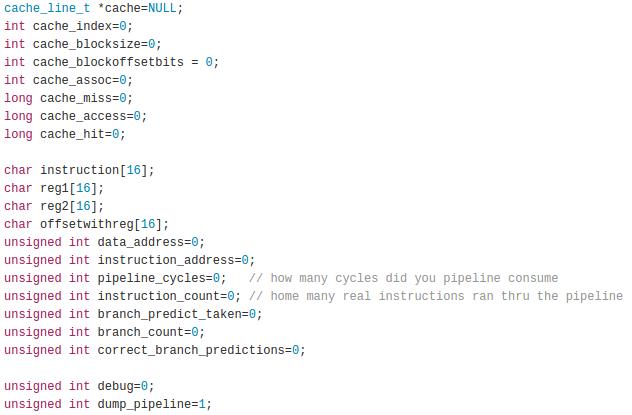 cache_line_t *cache=NULL;
int cache_index=0;
int cache_blocksize=0;
int cache_blockoffsetbits = 0;
int cache_assoc=0;
long cache_miss=0;
long cache_access=0;
long cache_hit=0;

char instruction[16];
char reg1[16];
char reg2[16];
char offsetwithreg[16];
unsigned int data_address=0;
unsigned int instruction_address=0;
unsigned int pipeline_cycles=0;   // how many cycles did you pipeline consume
unsigned int instruction_count=0; // home many real instructions ran thru the pipeline
unsigned int branch_predict_taken=0;
unsigned int branch_count=0;
unsigned int correct_branch_predictions=0;

unsigned int debug=0;
unsigned int dump_pipeline=1;